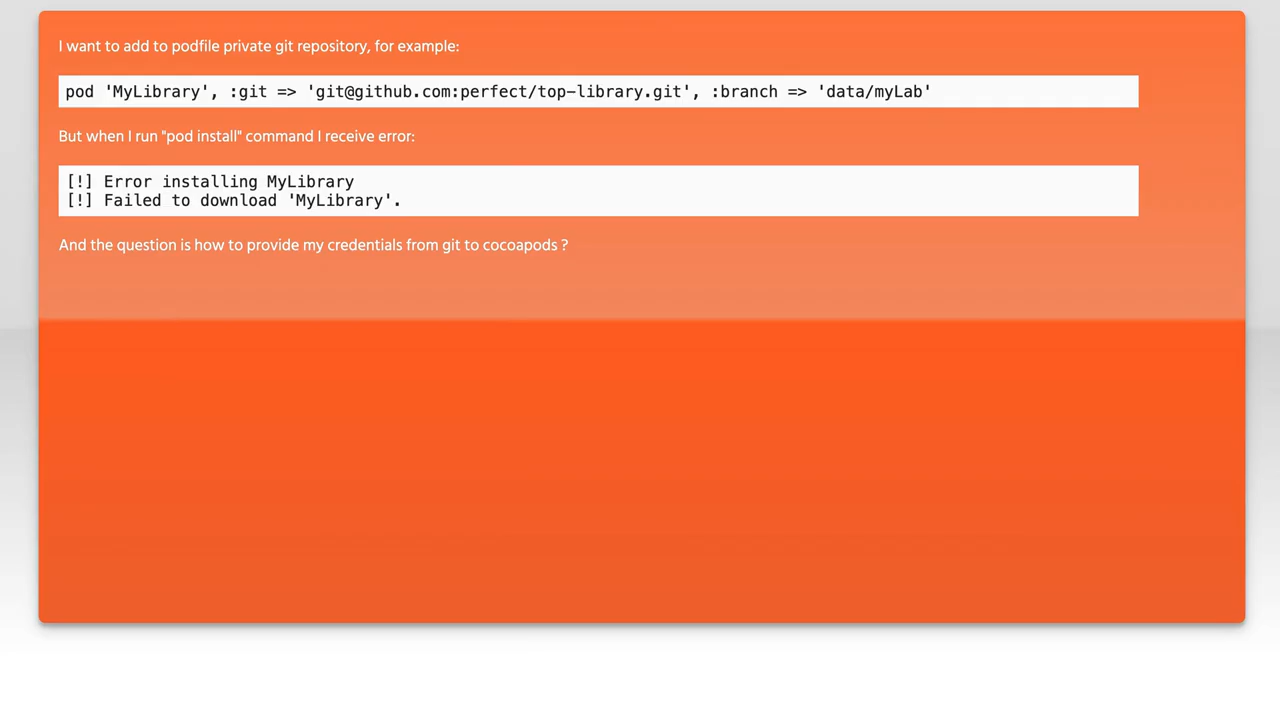 I want to add to podfile private git repository, for example:
pod 'MyLibrary', :git => 'git@github.com:perfect/top-library.git', :branch => 'data/myLab'
But when I run "pod install" command I receive error:
[!] Error installing MyLibrary
[!] Failed to download 'MyLibrary'.
And the question is how to provide my credentials from git to cocoapods ?